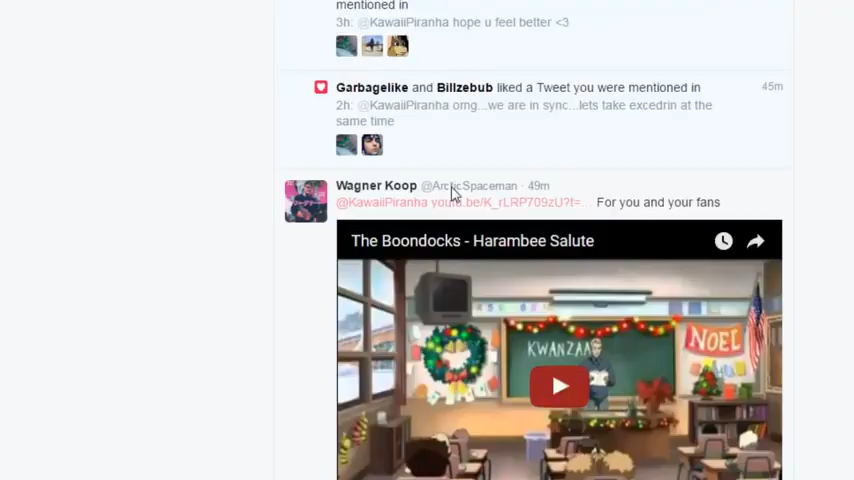 mentioned in
3h: @KawaiiPiranha hope u feel better <3
Garbagelike and Billzebub liked a Tweet you were mentioned in 45m
2h: @KawaiiPiranha omg...we are in sync...lets take excedrin at the
same time
Wagner Koop @ArcticSpaceman · 49m
@KawaiiPiranha youtu.be/K_rLRP709zU?t=... For you and your fans
The Boondocks - Harambee Salute
KWANZAA
NOEL